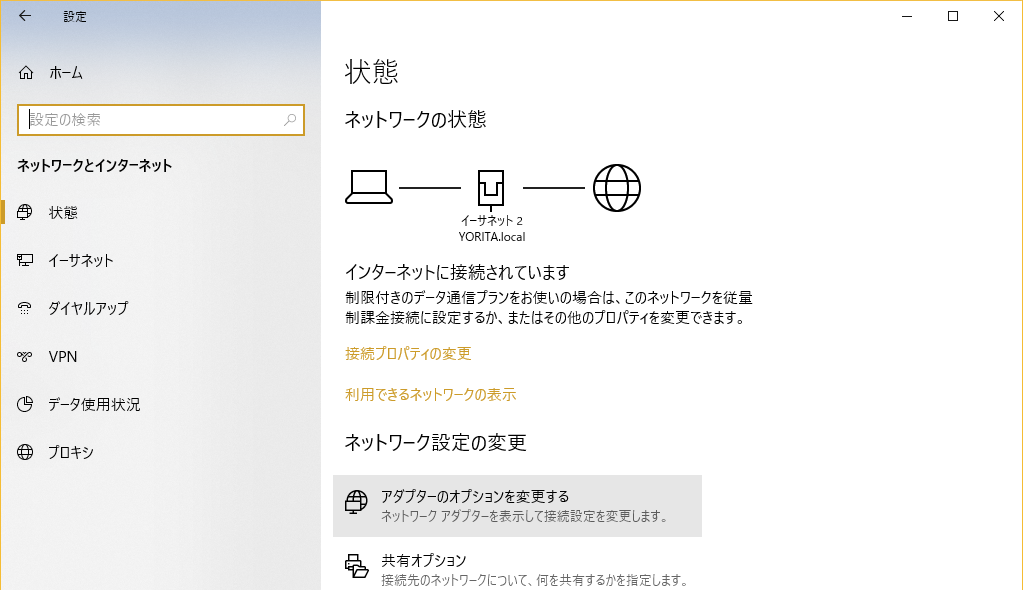 設定
ホーム
設定の検索
ネットワークとインターネット
状態
イーサネット
ダイヤルアップ
VPN
データ使用状況
プロキシ
状態
ネットワークの状態
イーサネット 2
YORITA.local
インターネットに接続されています
制限付きのデータ通信プランをお使いの場合は、このネットワークを従量
制課金接続に設定するか、またはその他のプロパティを変更できます。
接続プロパティの変更
利用できるネットワークの表示
ネットワーク設定の変更
アダプターのオプションを変更する
ネットワーク アダプターを表示して接続設定を変更します。
共有オプション
接続先のネットワークについて、何を共有するかを指定します。